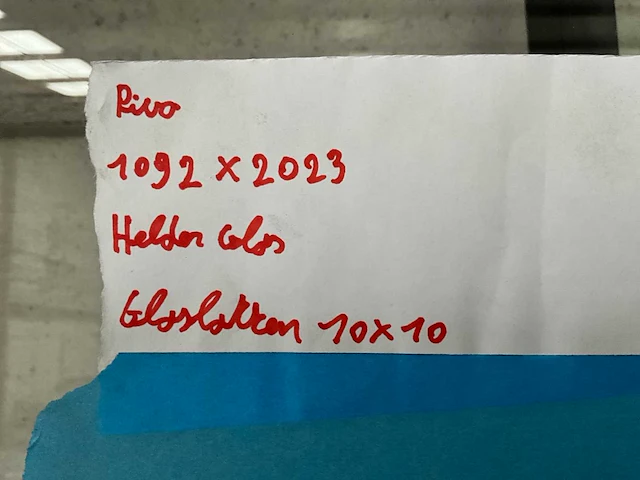 Rivo
1092 x 2023
Helder Glas
Glaslatten 10x10